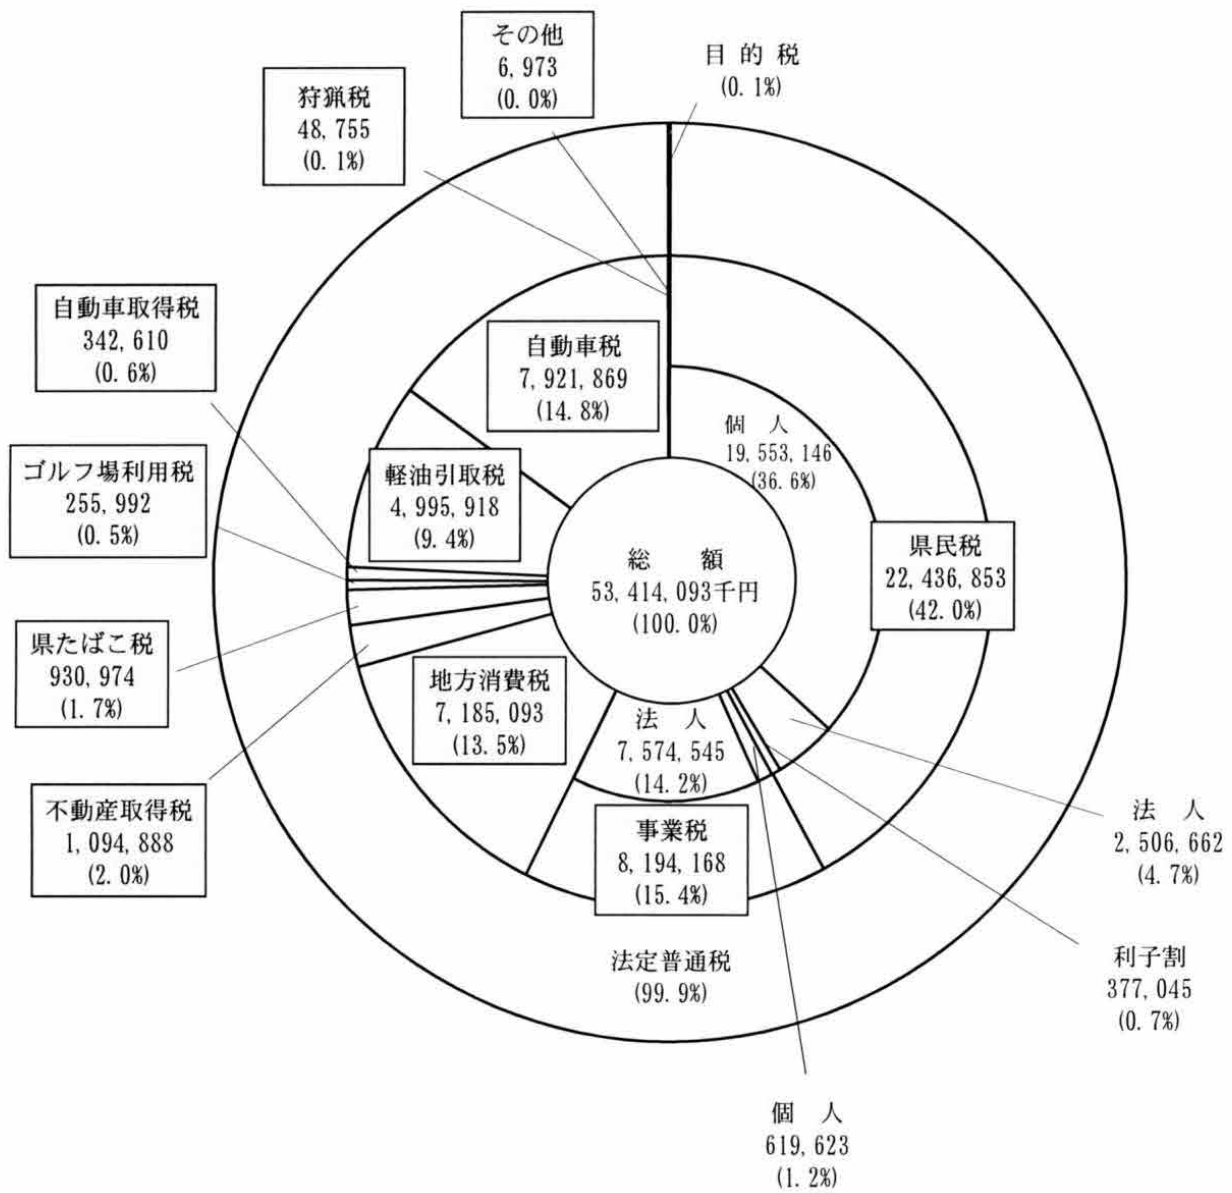 その他
6,973
(0.0%)
目的税
(0.1%)
狩猟税
48,755
(0.1%)
自動車取得税
342,610
(0.6%)
自動車税
7,921,869
(14.8%)
個人
19,553,146
(36.6%)
ゴルフ場利用税
255,992
(0.5%)
軽油引取税
4,995,918
(9.4%)
総額
53,414,093千円
(100.0%)
県民税
22,436,853
(42.0%)
県たばこ税
930,974
(1.7%)
地方消費税
7,185,093
(13.5%)
法人
7,574,545
(14.2%)
不動産取得税
1,094,888
(2.0%)
事業税
8,194,168
(15.4%)
法人
2,506,662
(4.7%)
法定普通税
(99.9%)
利子割
377,045
(0.7%)
個人
619,623
(1.2%)